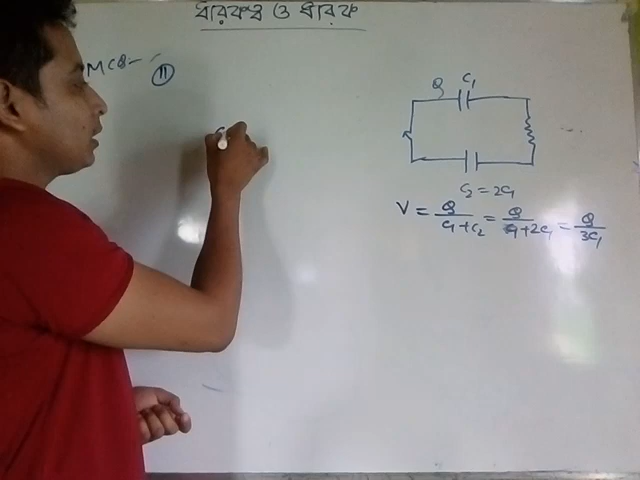 ধারকত্ব ও ধারক
MCQ-
11
Q C₁
C₂ = 2C₁
V = Q/(C₁+C₂) = Q/(C₁+2C₁) = Q/(3C₁)